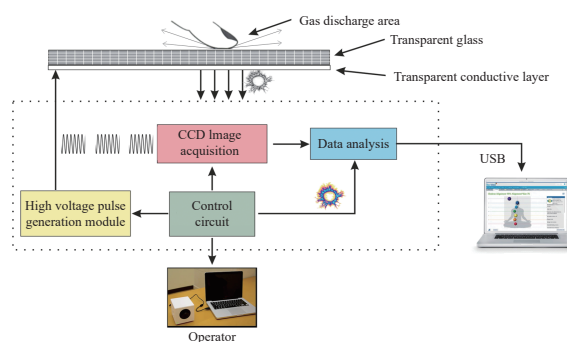 Gas discharge area
Transparent glass
Transparent conductive layer
CCD Image
acquisition
Data analysis
USB
High voltage pulse
generation module
Control
circuit
Operator